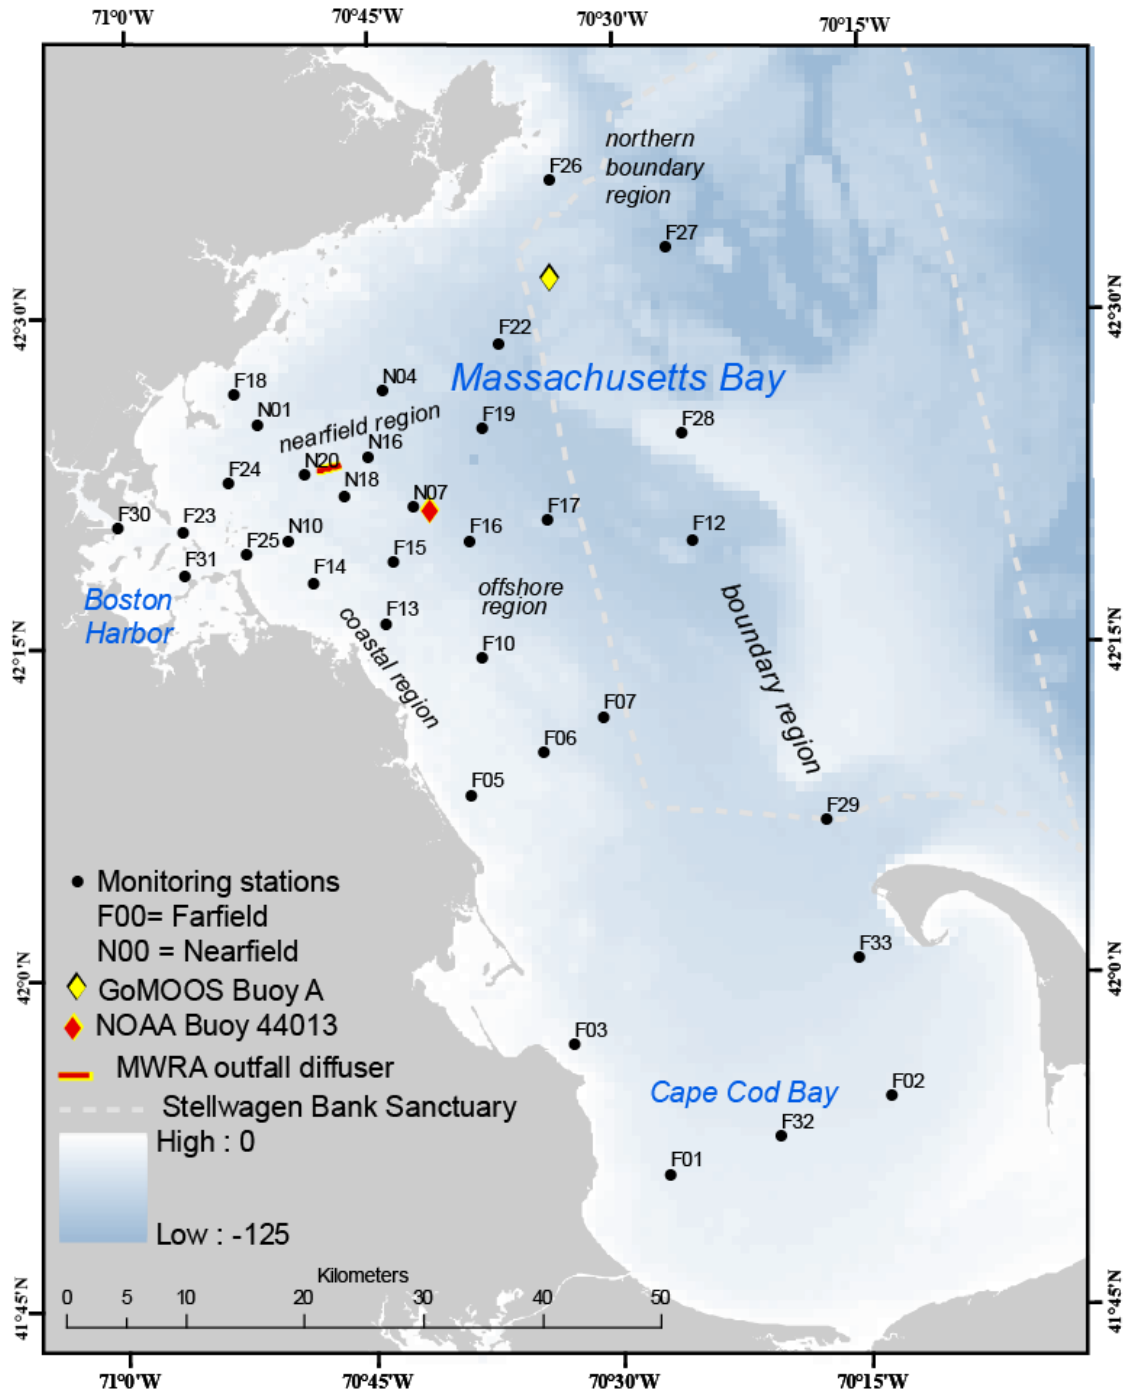 71°0'W
70°45'W
70°30'W
70°15'W
northern
boundary
region
F26
F27
42°30'N
42°30'N
F22
Massachusetts Bay
F18
N04
N01
nearfield region
F19
F28
N16
N20
F24
N18
N07
F17
F12
F30
F23
F16
F25
N10
F15
F31
F14
offshore
region
Boston
Harbor
F13
coastal region
boundary region
42°15'N
42°15'N
F10
F07
F06
F05
F29
Monitoring stations
F00= Farfield
N00 = Nearfield
F33
42°0'N
42°0'N
GoMOOS Buoy A
NOAA Buoy 44013
F03
MWRA outfall diffuser
Cape Cod Bay
F02
Stellwagen Bank Sanctuary
F32
High : 0
F01
Low : -125
Kilometers
0 5 10 20 30 40 50
41°45'N
41°45'N
71°0'W
70°45'W
70°30'W
70°15'W